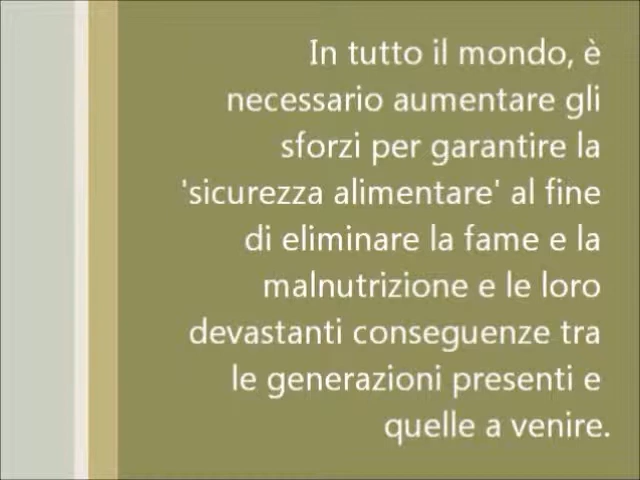 In tutto il mondo, è
necessario aumentare gli
sforzi per garantire la
'sicurezza alimentare' al fine
di eliminare la fame e la
malnutrizione e le loro
devastanti conseguenze tra
le generazioni presenti e
quelle a venire.